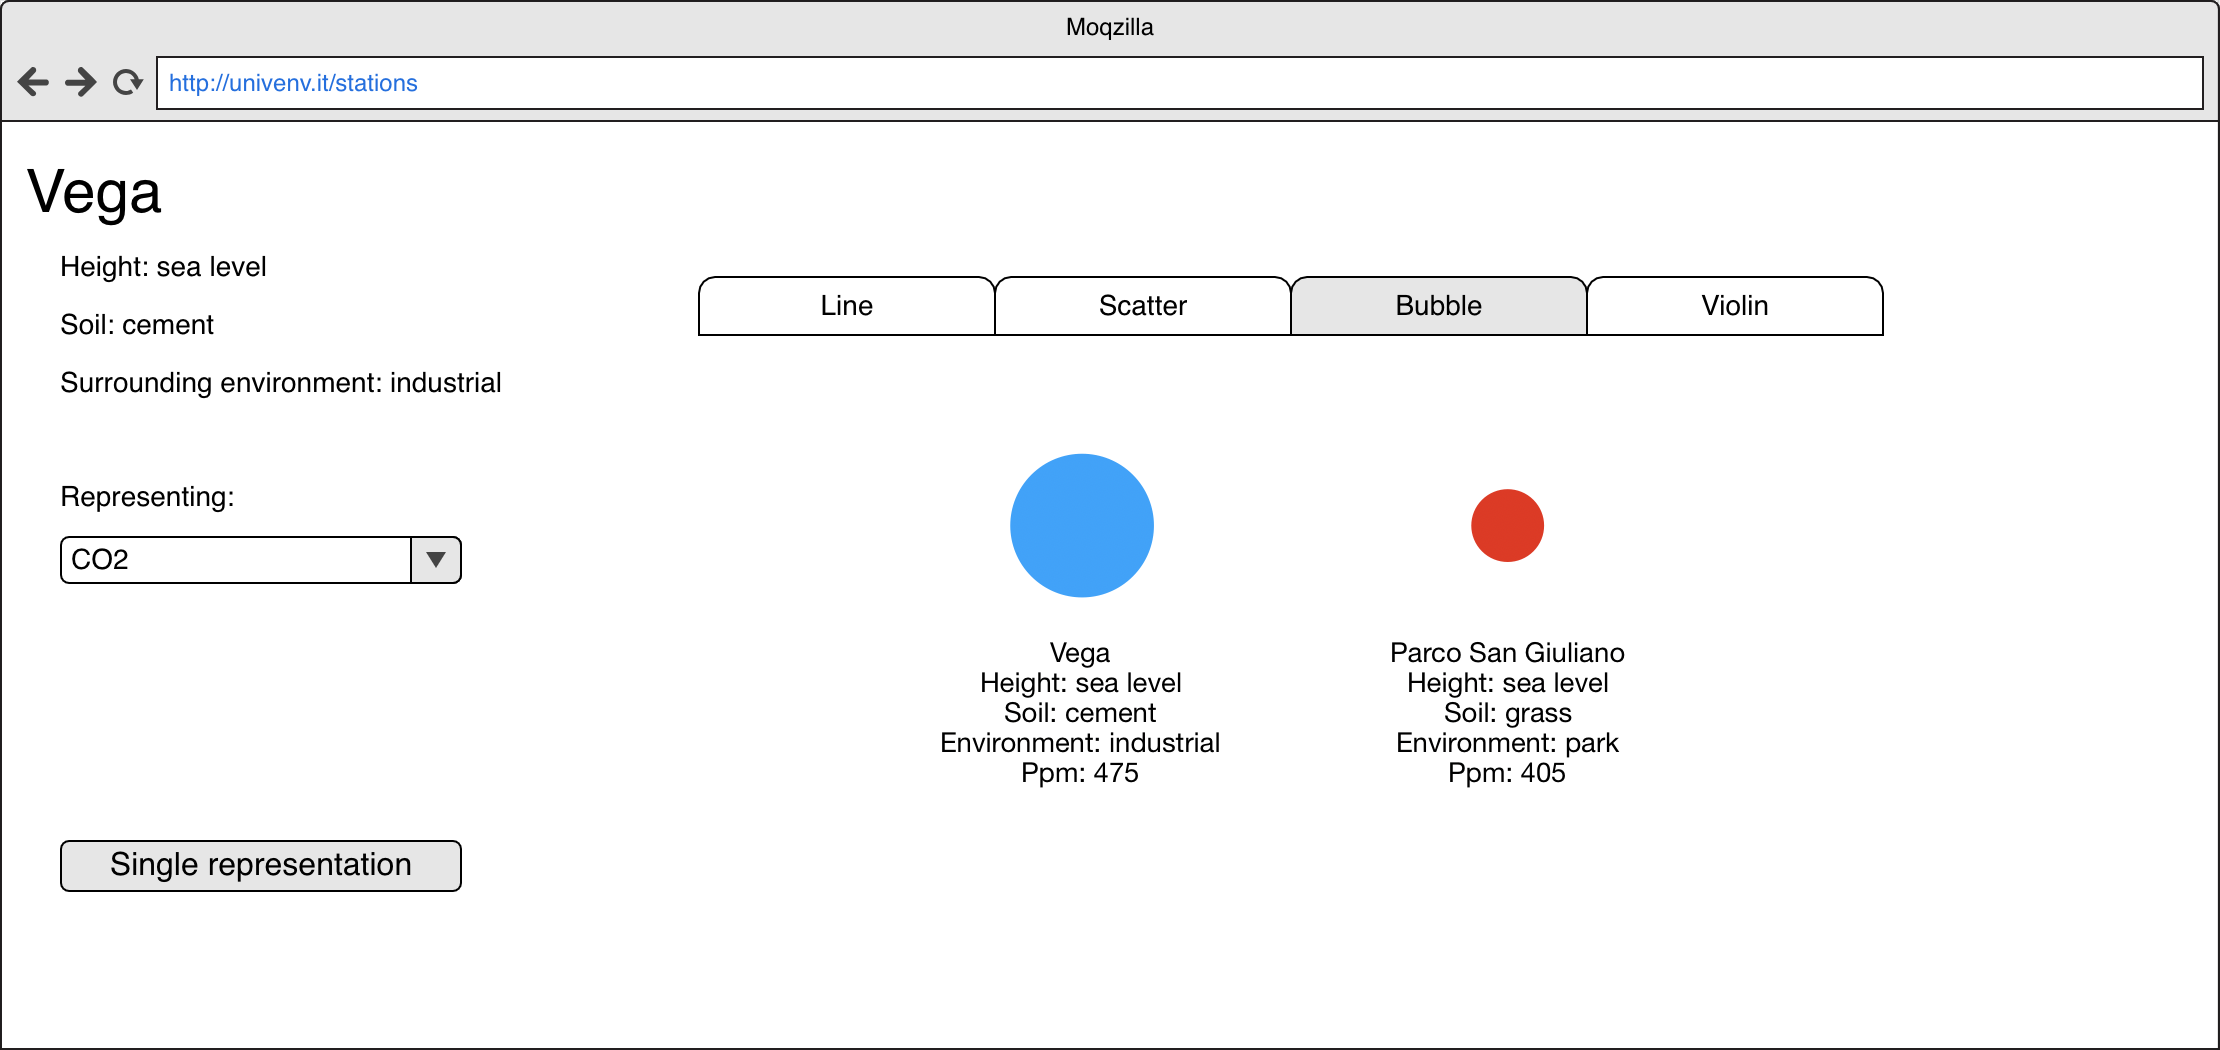 Moqzilla
http://univenv.it/stations
Vega
Height: sea level
Soil: cement
Surrounding environment: industrial
Representing:
CO2
Single representation
Line
Scatter
Bubble
Violin
Vega
Height: sea level
Soil: cement
Environment: industrial
Ppm: 475
Parco San Giuliano
Height: sea level
Soil: grass
Environment: park
Ppm: 405